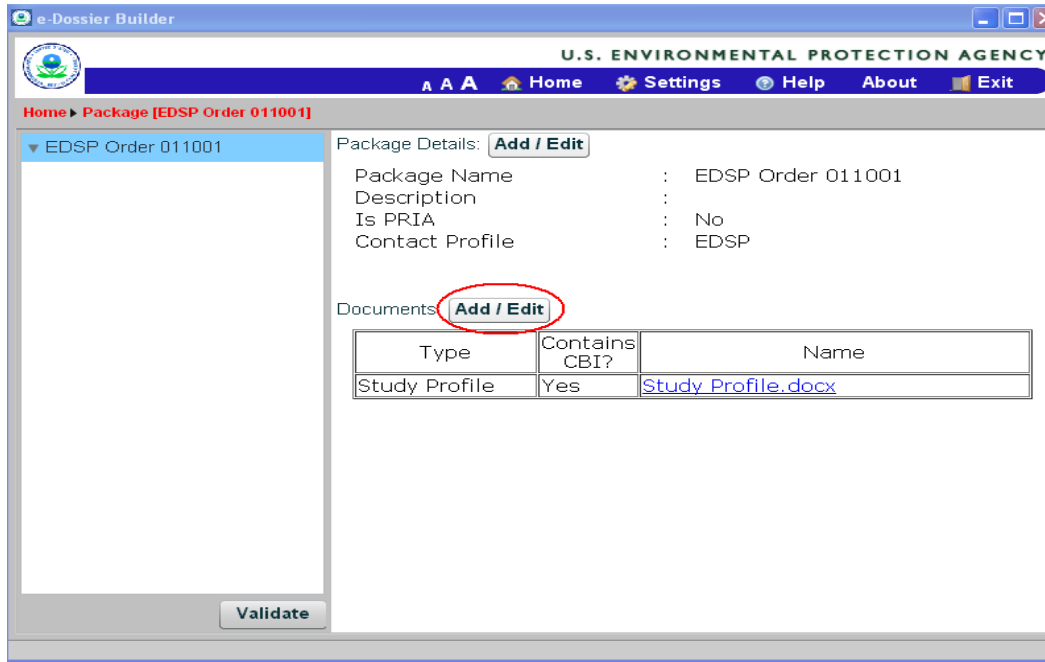 e-Dossier Builder
U.S. ENVIRONMENTAL PROTECTION AGENCY
A A A Home Settings Help About Exit
Home Package [EDSP Order 011001]
EDSP Order 011001
Package Details: Add / Edit
Package Name : EDSP Order 011001
Description :
Is PRIA : No
Contact Profile : EDSP
Documents Add / Edit
Type Contains CBI? Name
Study Profile Yes Study Profile.docx
Validate